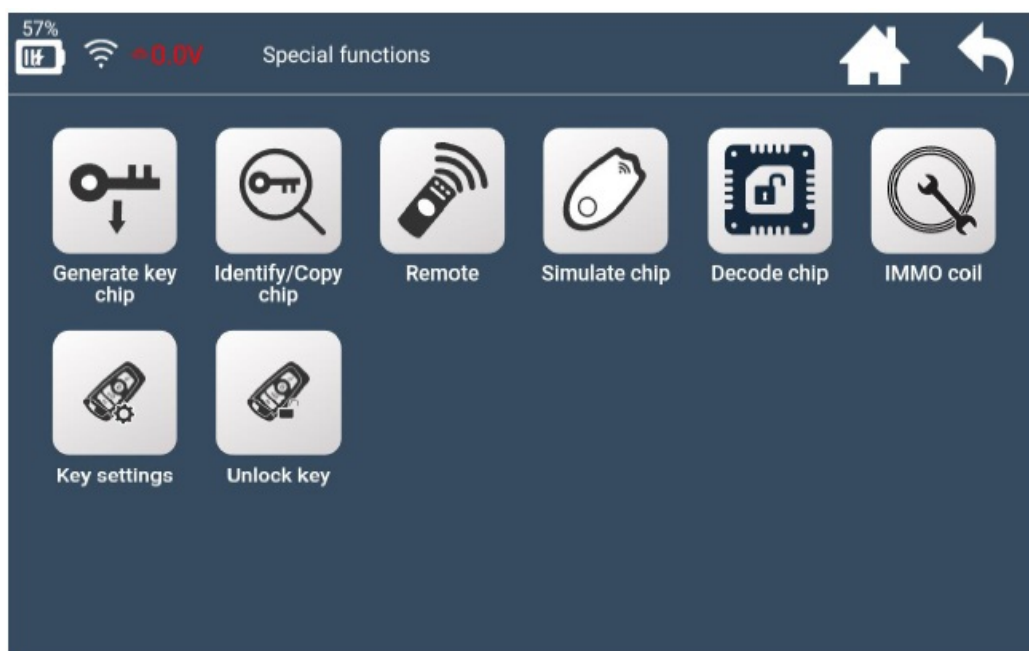 57%
0.0V
Special functions
Generate key
chip
Identify/Copy
chip
Remote
Simulate chip
Decode chip
IMMO coil
Key settings
Unlock key